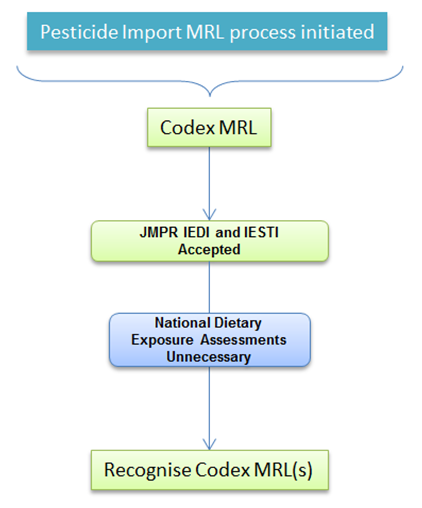 Pesticide Import MRL process initiated
Codex MRL
JMPR IEDI and IESTI
Accepted
National Dietary
Exposure Assessments
Unnecessary
Recognise Codex MRL(s)